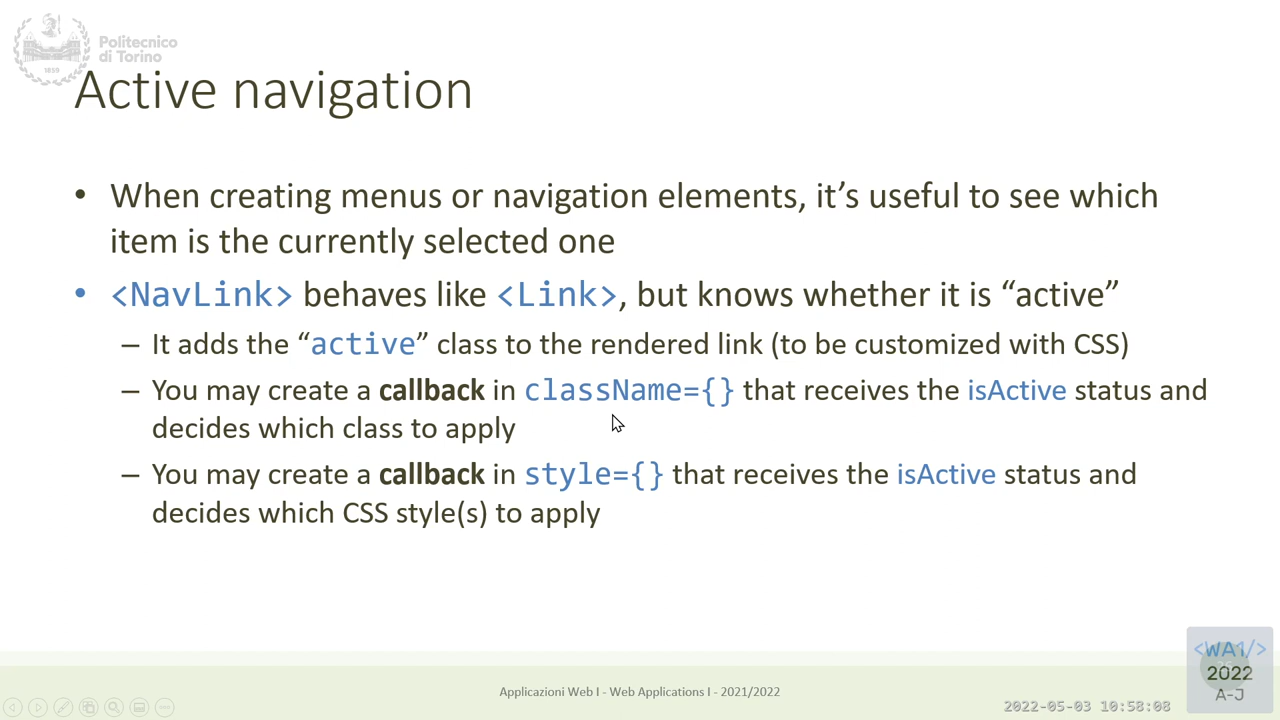 Politecnico
di Torino
1859
Active navigation
• When creating menus or navigation elements, it’s useful to see which
item is the currently selected one
• <NavLink> behaves like <Link>, but knows whether it is “active”
– It adds the “active” class to the rendered link (to be customized with CSS)
– You may create a callback in className={} that receives the isActive status and
decides which class to apply
– You may create a callback in style={} that receives the isActive status and
decides which CSS style(s) to apply
Applicazioni Web I - Web Applications I - 2021/2022
2022-05-03 10:58:08
<WA1/>
2022
A-J